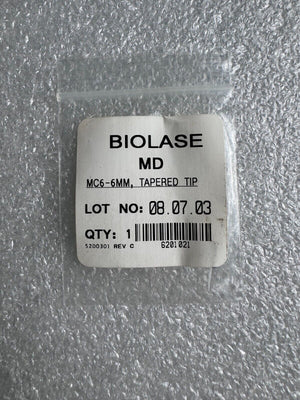 BIOLASE
MD
MC6-6MM, TAPERED TIP
LOT NO: 08.07.03
QTY: 1
5200301 REV C 6201021